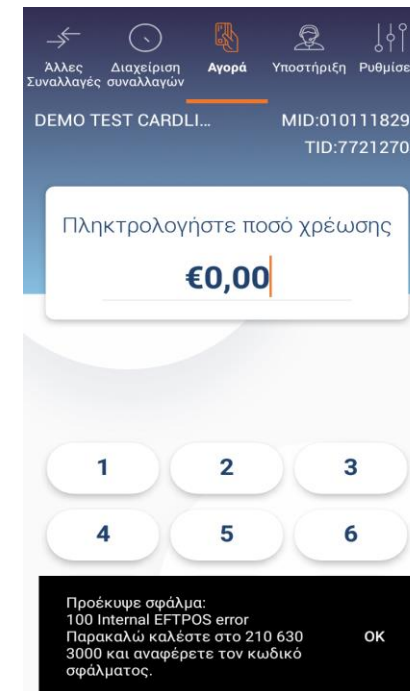 Άλλες Συναλλαγές
Διαχείριση συναλλαγών
Αγορά
Υποστήριξη
Ρυθμίσε
DEMO TEST CARDLI...
MID:010111829
TID:7721270
Πληκτρολογήστε ποσό χρέωσης
€0,00
1 2 3
4 5 6
Προέκυψε σφάλμα:
100 Internal EFTPOS error
Παρακαλώ καλέστε στο 210 630
3000 και αναφέρετε τον κωδικό
σφάλματος.
OK